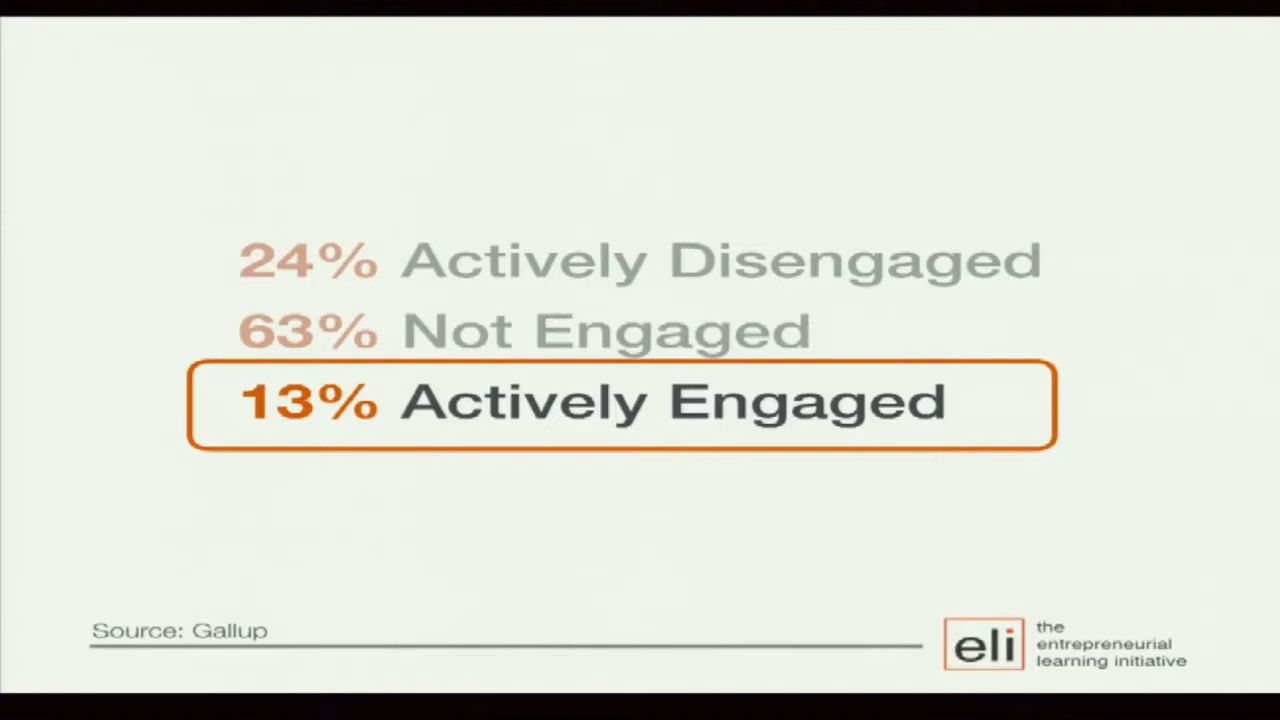 24% Actively Disengaged
63% Not Engaged
13% Actively Engaged
Source: Gallup
eli
the
entrepreneurial
learning initiative